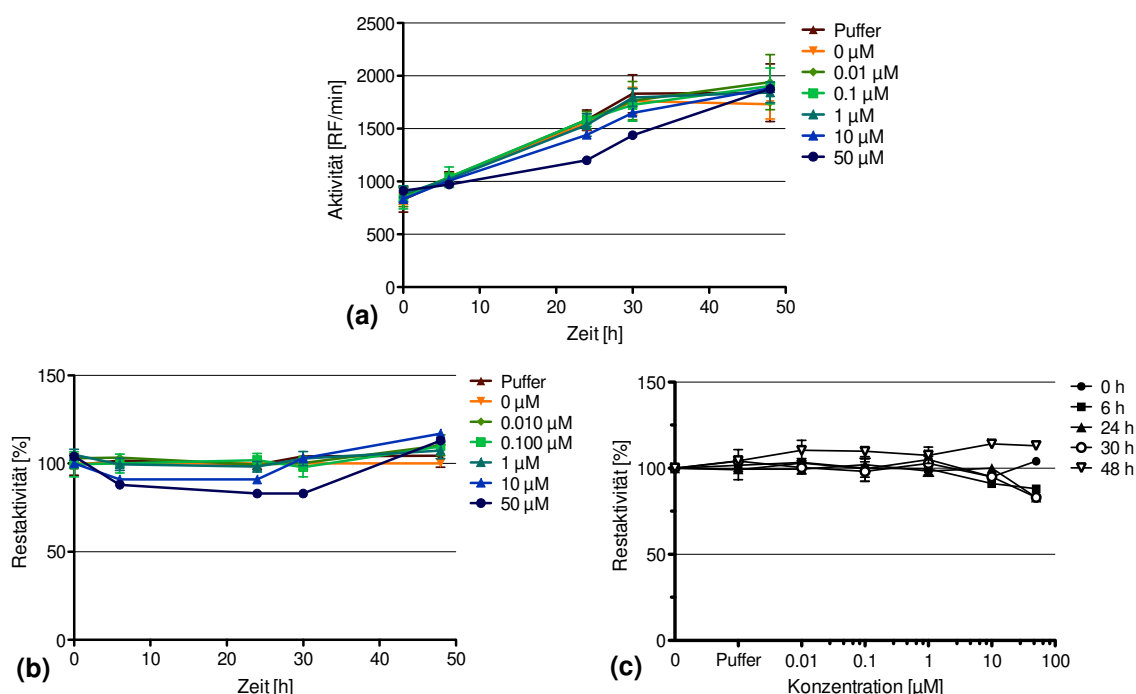 2500
2000
1500
1000
500
0
Aktivität [RF/min]
0 10 20 30 40 50
Zeit [h]
Puffer
0 µM
0.01 µM
0.1 µM
1 µM
10 µM
50 µM
(a)
150
100
50
0
Restaktivität [%]
0 10 20 30 40 50
Zeit [h]
Puffer
0 µM
0.010 µM
0.100 µM
1 µM
10 µM
50 µM
(b)
150
100
50
0
Restaktivität [%]
0 Puffer 0.01 0.1 1 10 100
Konzentration [µM]
0 h
6 h
24 h
30 h
48 h
(c)